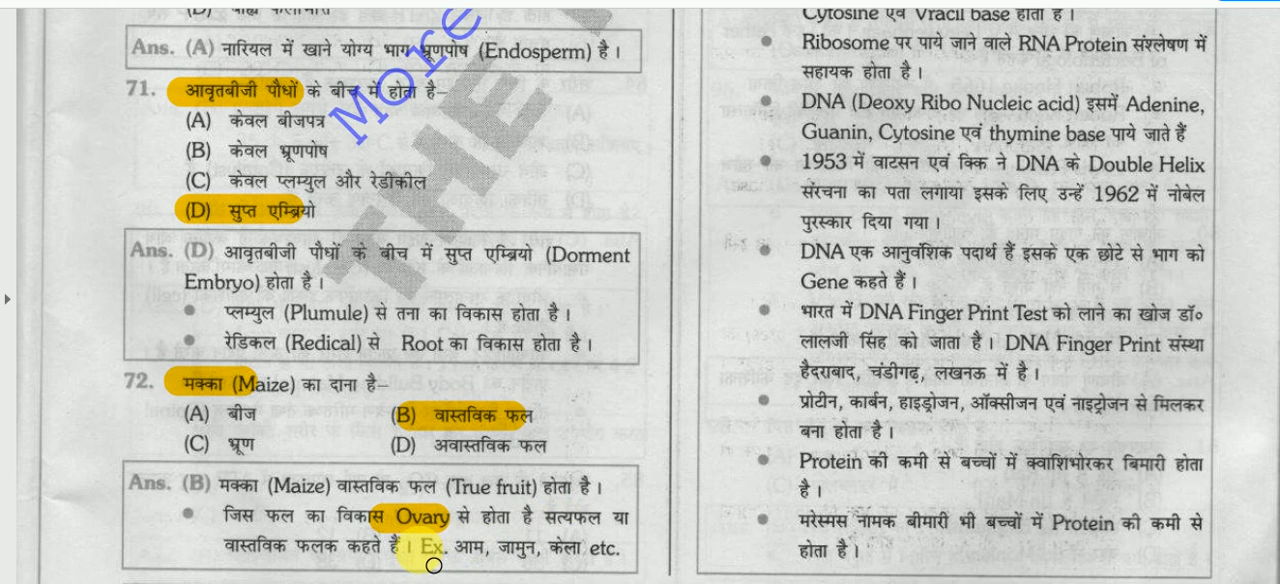 Ans. (A) नारियल में खाने योग्य भाग भ्रूणपोष (Endosperm) है।
71. आवृतबीजी पौधों के बीच में होता है–
(A) केवल बीजपत्र
(B) केवल भ्रूणपोष
(C) केवल प्लम्युल और रेडीकील
(D) सुप्त एम्ब्रियो
Ans. (D) आवृतबीजी पौधों के बीच में सुप्त एम्ब्रियो (Dorment
Embryo) होता है।
• प्लम्युल (Plumule) से तना का विकास होता है।
• रेडिकल (Redical) से Root का विकास होता है।
72. मक्का (Maize) का दाना है–
(A) बीज (B) वास्तविक फल
(C) भ्रूण (D) अवास्तविक फल
Ans. (B) मक्का (Maize) वास्तविक फल (True fruit) होता है।
• जिस फल का विकास Ovary से होता है सत्यफल या
वास्तविक फलक कहते हैं। Ex. आम, जामुन, केला etc.
More
THE
Cytosine एवं Vracil base होता है।
• Ribosome पर पाये जाने वाले RNA Protein संश्लेषण में
सहायक होता है।
• DNA (Deoxy Ribo Nucleic acid) इसमें Adenine,
Guanin, Cytosine एवं thymine base पाये जाते हैं
• 1953 में वाटसन एवं क्रिक ने DNA के Double Helix
संरचना का पता लगाया इसके लिए उन्हें 1962 में नोबेल
पुरस्कार दिया गया।
• DNA एक आनुवंशिक पदार्थ हैं इसके एक छोटे से भाग को
Gene कहते हैं।
• भारत में DNA Finger Print Test को लाने का खोज डॉ०
लालजी सिंह को जाता है। DNA Finger Print संस्था
हैदराबाद, चंडीगढ़, लखनऊ में है।
• प्रोटीन, कार्बन, हाइड्रोजन, ऑक्सीजन एवं नाइट्रोजन से मिलकर
बना होता है।
• Protein की कमी से बच्चों में क्वाशिभोरकर बिमारी होता
है।
• मरेस्मस नामक बीमारी भी बच्चों में Protein की कमी से
होता है।